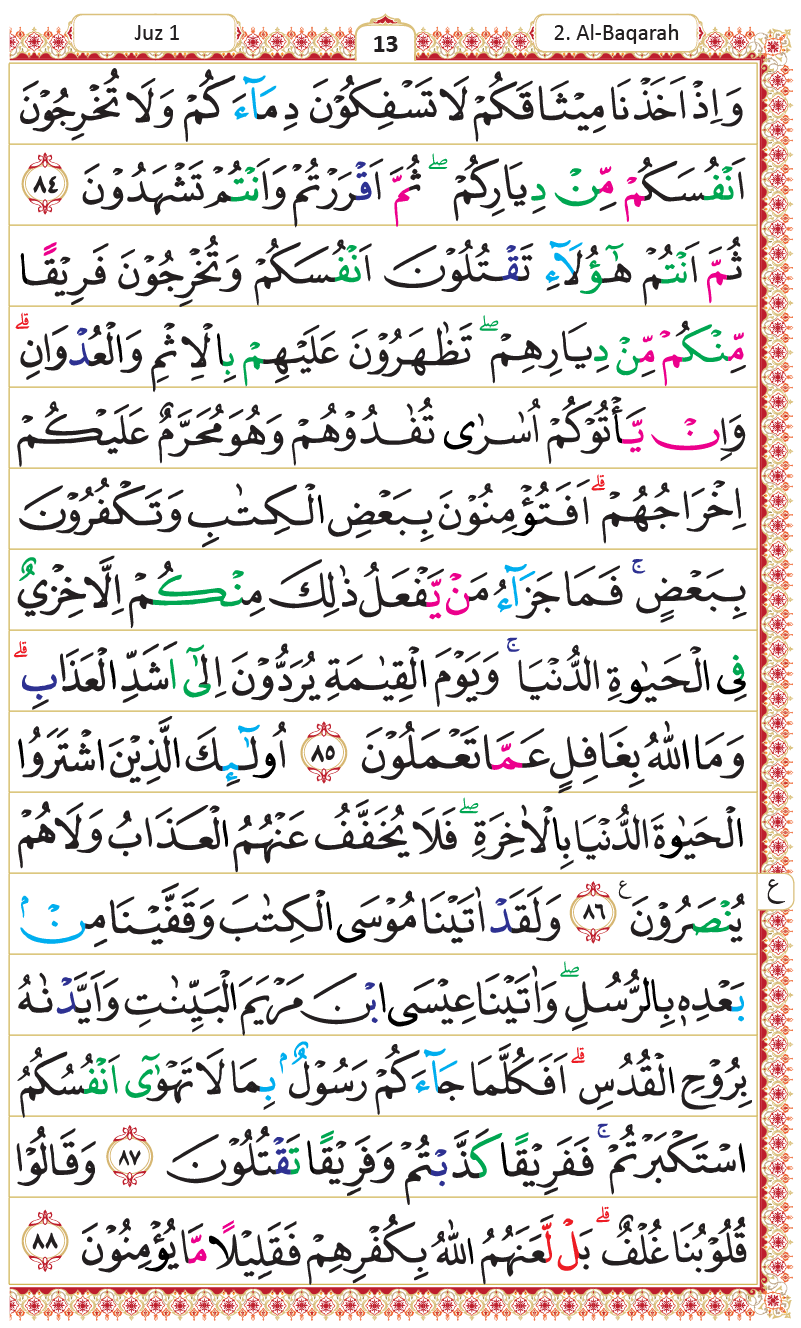 Juz 1
13
2. Al-Baqarah
وَاِذْ اَخَذْنَا مِيْثَاقَكُمْ لَا تَسْفِكُوْنَ دِمَآءَكُمْ وَلَا تُخْرِجُوْنَ
اَنْفُسَكُمْ مِّنْ دِيَارِكُمْ ۖ ثُمَّ اَقْرَرْتُمْ وَاَنْتُمْ تَشْهَدُوْنَ ٨٤
ثُمَّ اَنْتُمْ هٰٓؤُلَآءِ تَقْتُلُوْنَ اَنْفُسَكُمْ وَتُخْرِجُوْنَ فَرِيْقًا
مِّنْكُمْ مِّنْ دِيَارِهِمْ ۖ تَظٰهَرُوْنَ عَلَيْهِمْ بِالْاِثْمِ وَالْعُدْوَانِ ۗ
وَاِنْ يَّأْتُوْكُمْ اُسٰرٰى تُفٰدُوْهُمْ وَهُوَ مُحَرَّمٌ عَلَيْكُمْ
اِخْرَاجُهُمْ ۗ اَفَتُؤْمِنُوْنَ بِبَعْضِ الْكِتٰبِ وَتَكْفُرُوْنَ
بِبَعْضٍ ۚ فَمَا جَزَآءُ مَنْ يَّفْعَلُ ذٰلِكَ مِنْكُمْ اِلَّا خِزْيٌ
فِى الْحَيٰوةِ الدُّنْيَا ۚ وَيَوْمَ الْقِيٰمَةِ يُرَدُّوْنَ اِلٰٓى اَشَدِّ الْعَذَابِ ۗ
وَمَا اللّٰهُ بِغَافِلٍ عَمَّا تَعْمَلُوْنَ ٨٥ اُولٰٓئِكَ الَّذِيْنَ اشْتَرَوُا
الْحَيٰوةَ الدُّنْيَا بِالْاٰخِرَةِ ۖ فَلَا يُخَفَّفُ عَنْهُمُ الْعَذَابُ وَلَا هُمْ
يُنْصَرُوْنَ ࣖ ٨٦ وَلَقَدْ اٰتَيْنَا مُوْسَى الْكِتٰبَ وَقَفَّيْنَا مِنْۢ
ع
بَعْدِهٖ بِالرُّسُلِ ۖ وَاٰتَيْنَا عِيْسَى ابْنَ مَرْيَمَ الْبَيِّنٰتِ وَاَيَّدْنٰهُ
بِرُوْحِ الْقُدُسِ ۗ اَفَكُلَّمَا جَآءَكُمْ رَسُوْلٌۢ بِمَا لَا تَهْوٰٓى اَنْفُسُكُمُ
اسْتَكْبَرْتُمْ ۚ فَفَرِيْقًا كَذَّبْتُمْ وَفَرِيْقًا تَقْتُلُوْنَ ٨٧ وَقَالُوْا
قُلُوْبُنَا غُلْفٌ ۗ بَلْ لَّعَنَهُمُ اللّٰهُ بِكُفْرِهِمْ فَقَلِيْلًا مَّا يُؤْمِنُوْنَ ٨٨